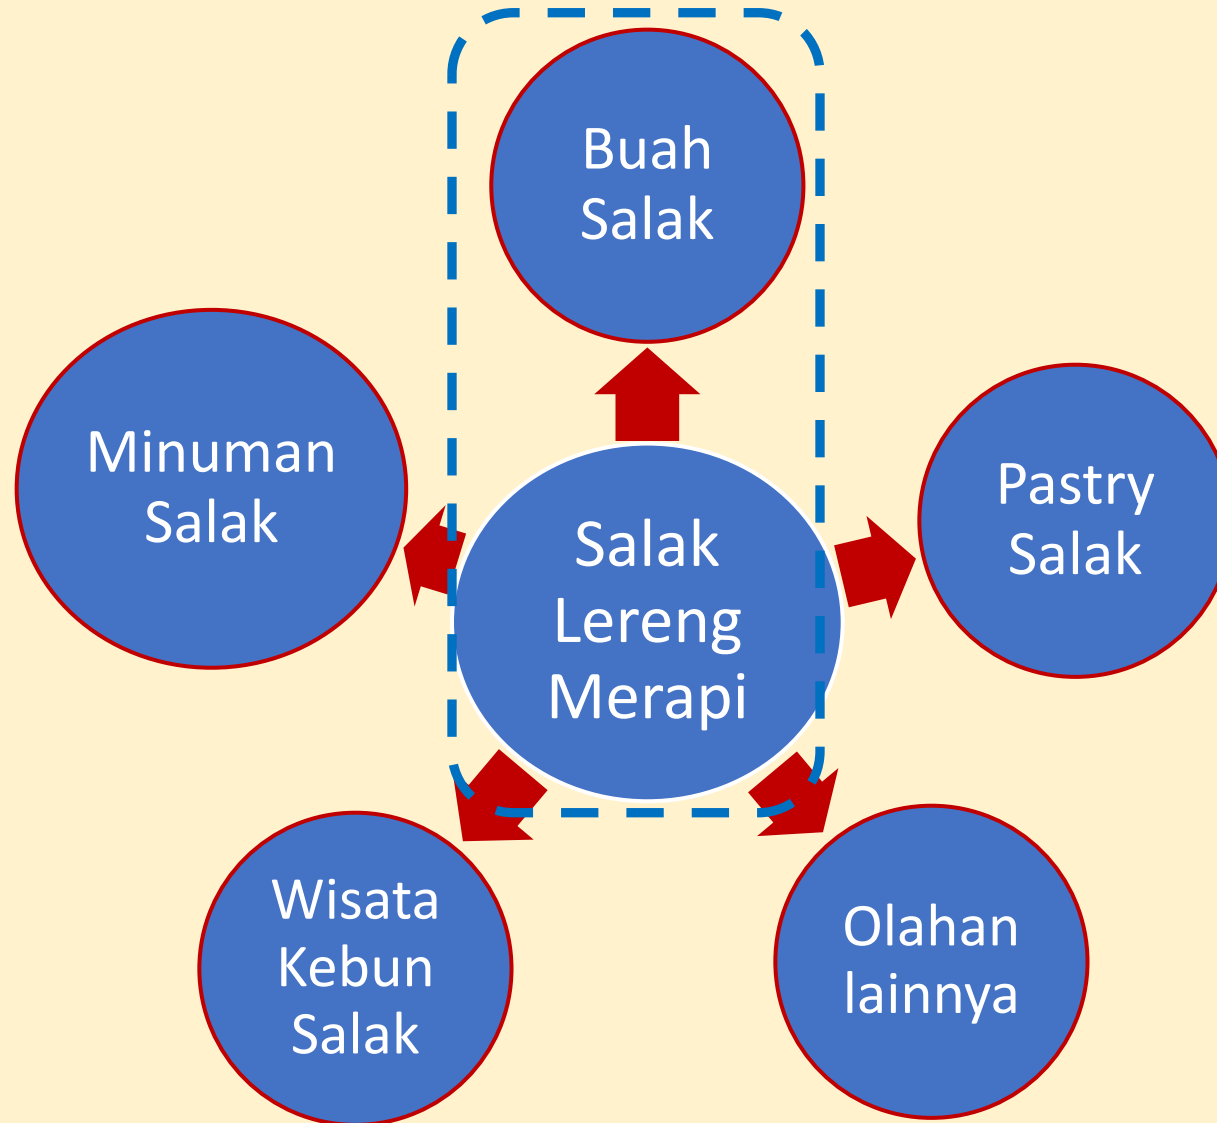 Buah
Salak
Minuman
Salak
Pastry
Salak
Salak
Lereng
Merapi
Wisata
Kebun
Salak
Olahan
lainnya